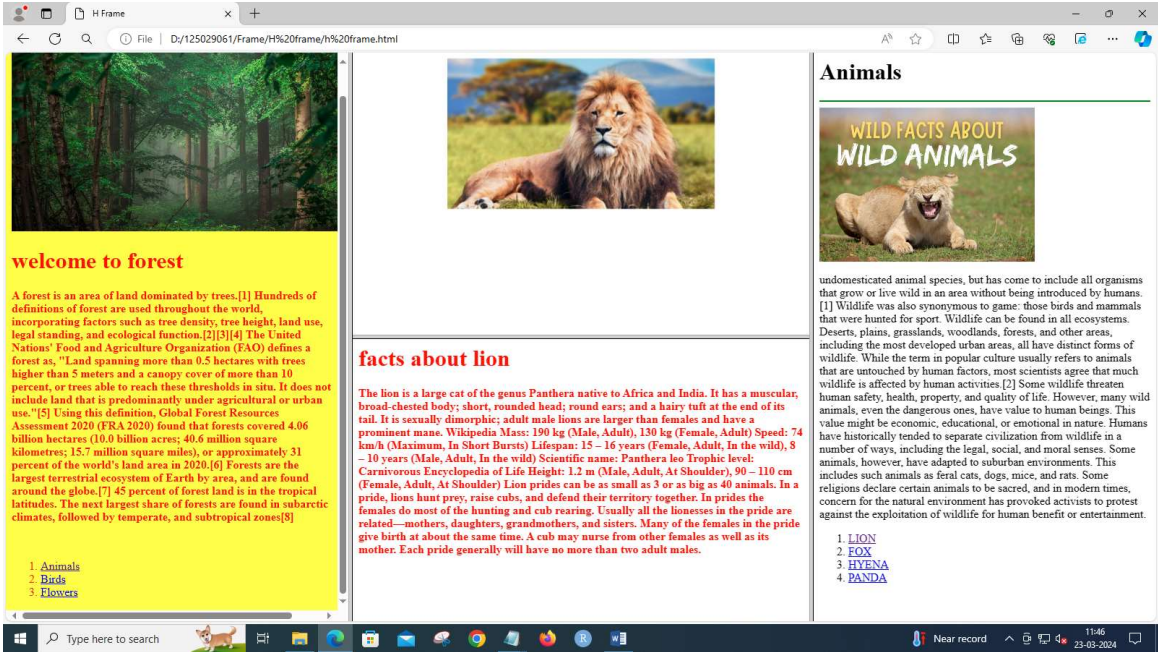 H Frame
File
D:/125029061/Frame/H%20frame/h%20frame.html
welcome to forest
A forest is an area of land dominated by trees.[1] Hundreds of
definitions of forest are used throughout the world,
incorporating factors such as tree density, tree height, land use,
legal standing, and ecological function.[2][3][4] The United
Nations' Food and Agriculture Organization (FAO) defines a
forest as, "Land spanning more than 0.5 hectares with trees
higher than 5 meters and a canopy cover of more than 10
percent, or trees able to reach these thresholds in situ. It does not
include land that is predominantly under agricultural or urban
use."[5] Using this definition, Global Forest Resources
Assessment 2020 (FRA 2020) found that forests covered 4.06
billion hectares (10.0 billion acres; 40.6 million square
kilometres; 15.7 million square miles), or approximately 31
percent of the world's land area in 2020.[6] Forests are the
largest terrestrial ecosystem of Earth by area, and are found
around the globe.[7] 45 percent of forest land is in the tropical
latitudes. The next largest share of forests are found in subarctic
climates, followed by temperate, and subtropical zones[8]
1. Animals
2. Birds
3. Flowers
facts about lion
The lion is a large cat of the genus Panthera native to Africa and India. It has a muscular,
broad-chested body; short, rounded head; round ears; and a hairy tuft at the end of its
tail. It is sexually dimorphic; adult male lions are larger than females and have a
prominent mane. Wikipedia Mass: 190 kg (Male, Adult), 130 kg (Female, Adult) Speed: 74
km/h (Maximum, In Short Bursts) Lifespan: 15 – 16 years (Female, Adult, In the wild), 8
– 10 years (Male, Adult, In the wild) Scientific name: Panthera leo Trophic level:
Carnivorous Encyclopedia of Life Height: 1.2 m (Male, Adult, At Shoulder), 90 – 110 cm
(Female, Adult, At Shoulder) Lion prides can be as small as 3 or as big as 40 animals. In a
pride, lions hunt prey, raise cubs, and defend their territory together. In prides the
females do most of the hunting and cub rearing. Usually all the lionesses in the pride are
related—mothers, daughters, grandmothers, and sisters. Many of the females in the pride
give birth at about the same time. A cub may nurse from other females as well as its
mother. Each pride generally will have no more than two adult males.
Animals
WILD FACTS ABOUT
WILD ANIMALS
undomesticated animal species, but has come to include all organisms
that grow or live wild in an area without being introduced by humans.
[1] Wildlife was also synonymous to game: those birds and mammals
that were hunted for sport. Wildlife can be found in all ecosystems.
Deserts, plains, grasslands, woodlands, forests, and other areas,
including the most developed urban areas, all have distinct forms of
wildlife. While the term in popular culture usually refers to animals
that are untouched by human factors, most scientists agree that much
wildlife is affected by human activities.[2] Some wildlife threaten
human safety, health, property, and quality of life. However, many wild
animals, even the dangerous ones, have value to human beings. This
value might be economic, educational, or emotional in nature. Humans
have historically tended to separate civilization from wildlife in a
number of ways, including the legal, social, and moral senses. Some
animals, however, have adapted to suburban environments. This
includes such animals as feral cats, dogs, mice, and rats. Some
religions declare certain animals to be sacred, and in modern times,
concern for the natural environment has provoked activists to protest
against the exploitation of wildlife for human benefit or entertainment.
1. LION
2. FOX
3. HYENA
4. PANDA
Type here to search
Near record
11:46
23-03-2024